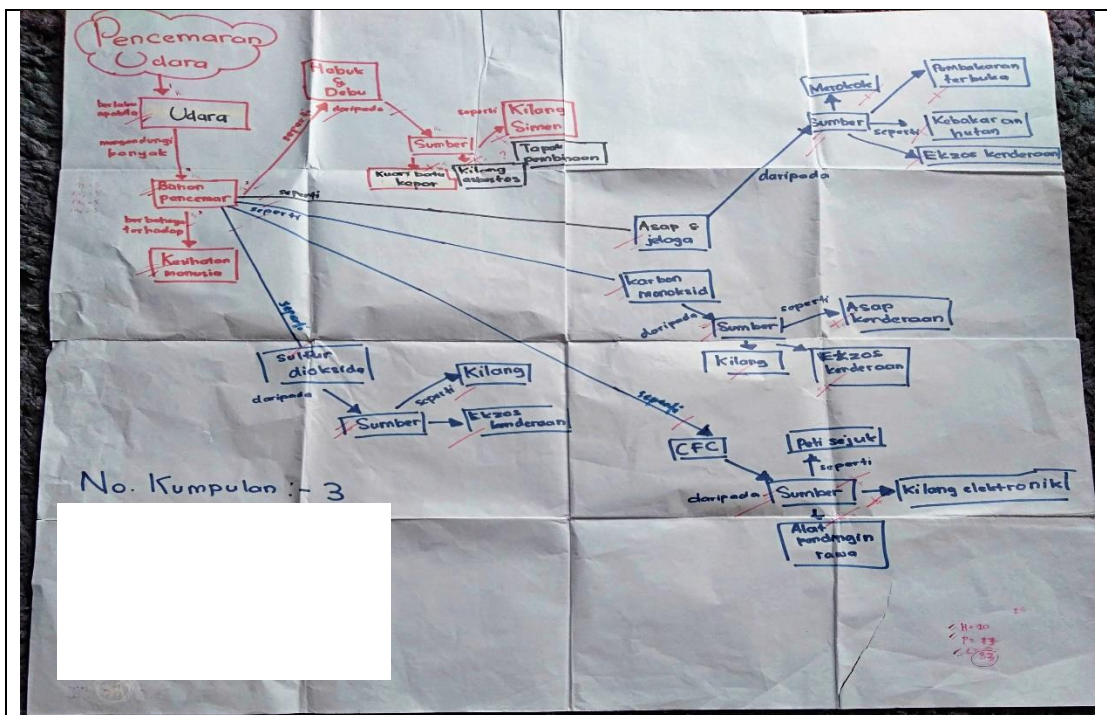 Pencemaran
Udara
berlaku
apabila
Udara
mengandungi
banyak
Bahan
pencemar
berbahaya
terhadap
Kesihatan
manusia
seperti
Habuk
&
Debu
daripada
Sumber
seperti
Kilang
Simen
Tapak
pembinaan
Kilang
asbestos
Kuari batu
kapor
seperti
Asap &
jelaga
daripada
Sumber
Merokok
seperti
Pembakaran
terbuka
Kebakaran
hutan
Ekzos kenderaan
seperti
karbon
monoksid
daripada
Sumber
seperti
Asap
kenderaan
Kilang
Ekzos
kenderaan
seperti
Sulfur
dioksida
daripada
Sumber
seperti
Kilang
Ekzos
kenderaan
seperti
CFC
daripada
Sumber
seperti
Peti sejuk
Kilang elektronik
Alat
pendingin
rawa
No. Kumpulan :- 3